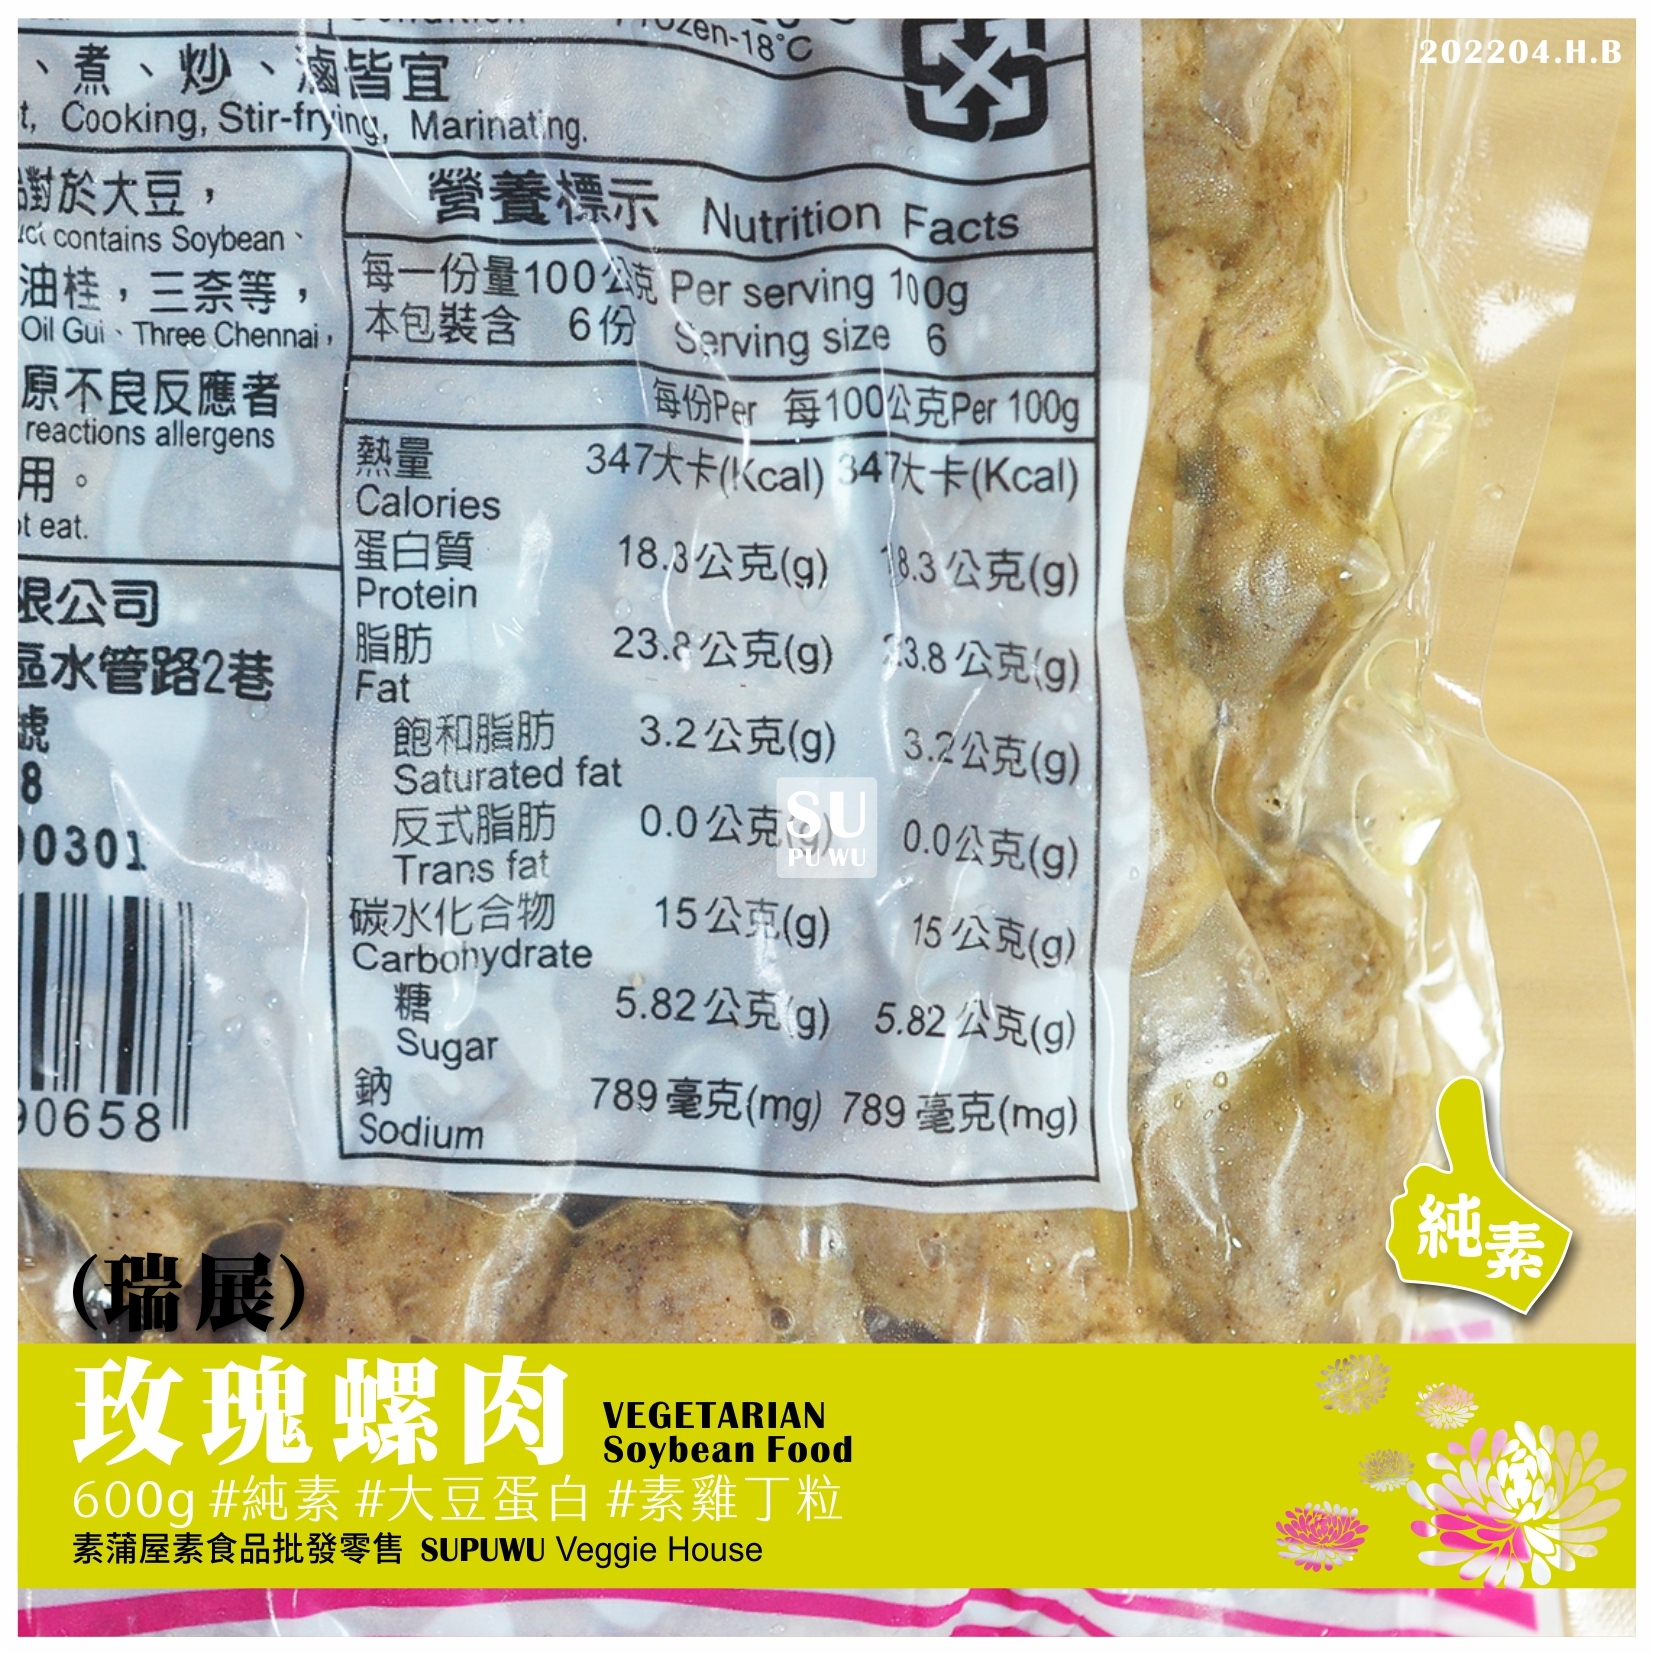 202204.H.B
Frozen-18°C
、煮、炒、滷皆宜
t, Cooking, Stir-frying, Marinating.
對於大豆，
contains Soybean、
油桂，三奈等，
Oil Gui、Three Chennai，
原不良反應者
reactions allergens
用。
eat.
限公司
區水管路2巷
號
8
00301
90658
營養標示 Nutrition Facts
每一份量100公克 Per serving 100g
本包裝含 6份 Serving size 6
每份Per 每100公克Per 100g
熱量 347大卡(Kcal) 347大卡(Kcal)
Calories
蛋白質 18.3公克(g) 18.3公克(g)
Protein
脂肪 23.8公克(g) 23.8公克(g)
Fat
飽和脂肪 3.2公克(g) 3.2公克(g)
Saturated fat
反式脂肪 0.0公克(g) 0.0公克(g)
Trans fat
碳水化合物 15公克(g) 15公克(g)
Carbohydrate
糖 5.82公克(g) 5.82公克(g)
Sugar
鈉 789毫克(mg) 789毫克(mg)
Sodium
SU
PU WU
純素
(瑞展)
玫瑰螺肉
VEGETARIAN
Soybean Food
600g #純素 #大豆蛋白 #素雞丁粒
素蒲屋素食品批發零售 SUPUWU Veggie House